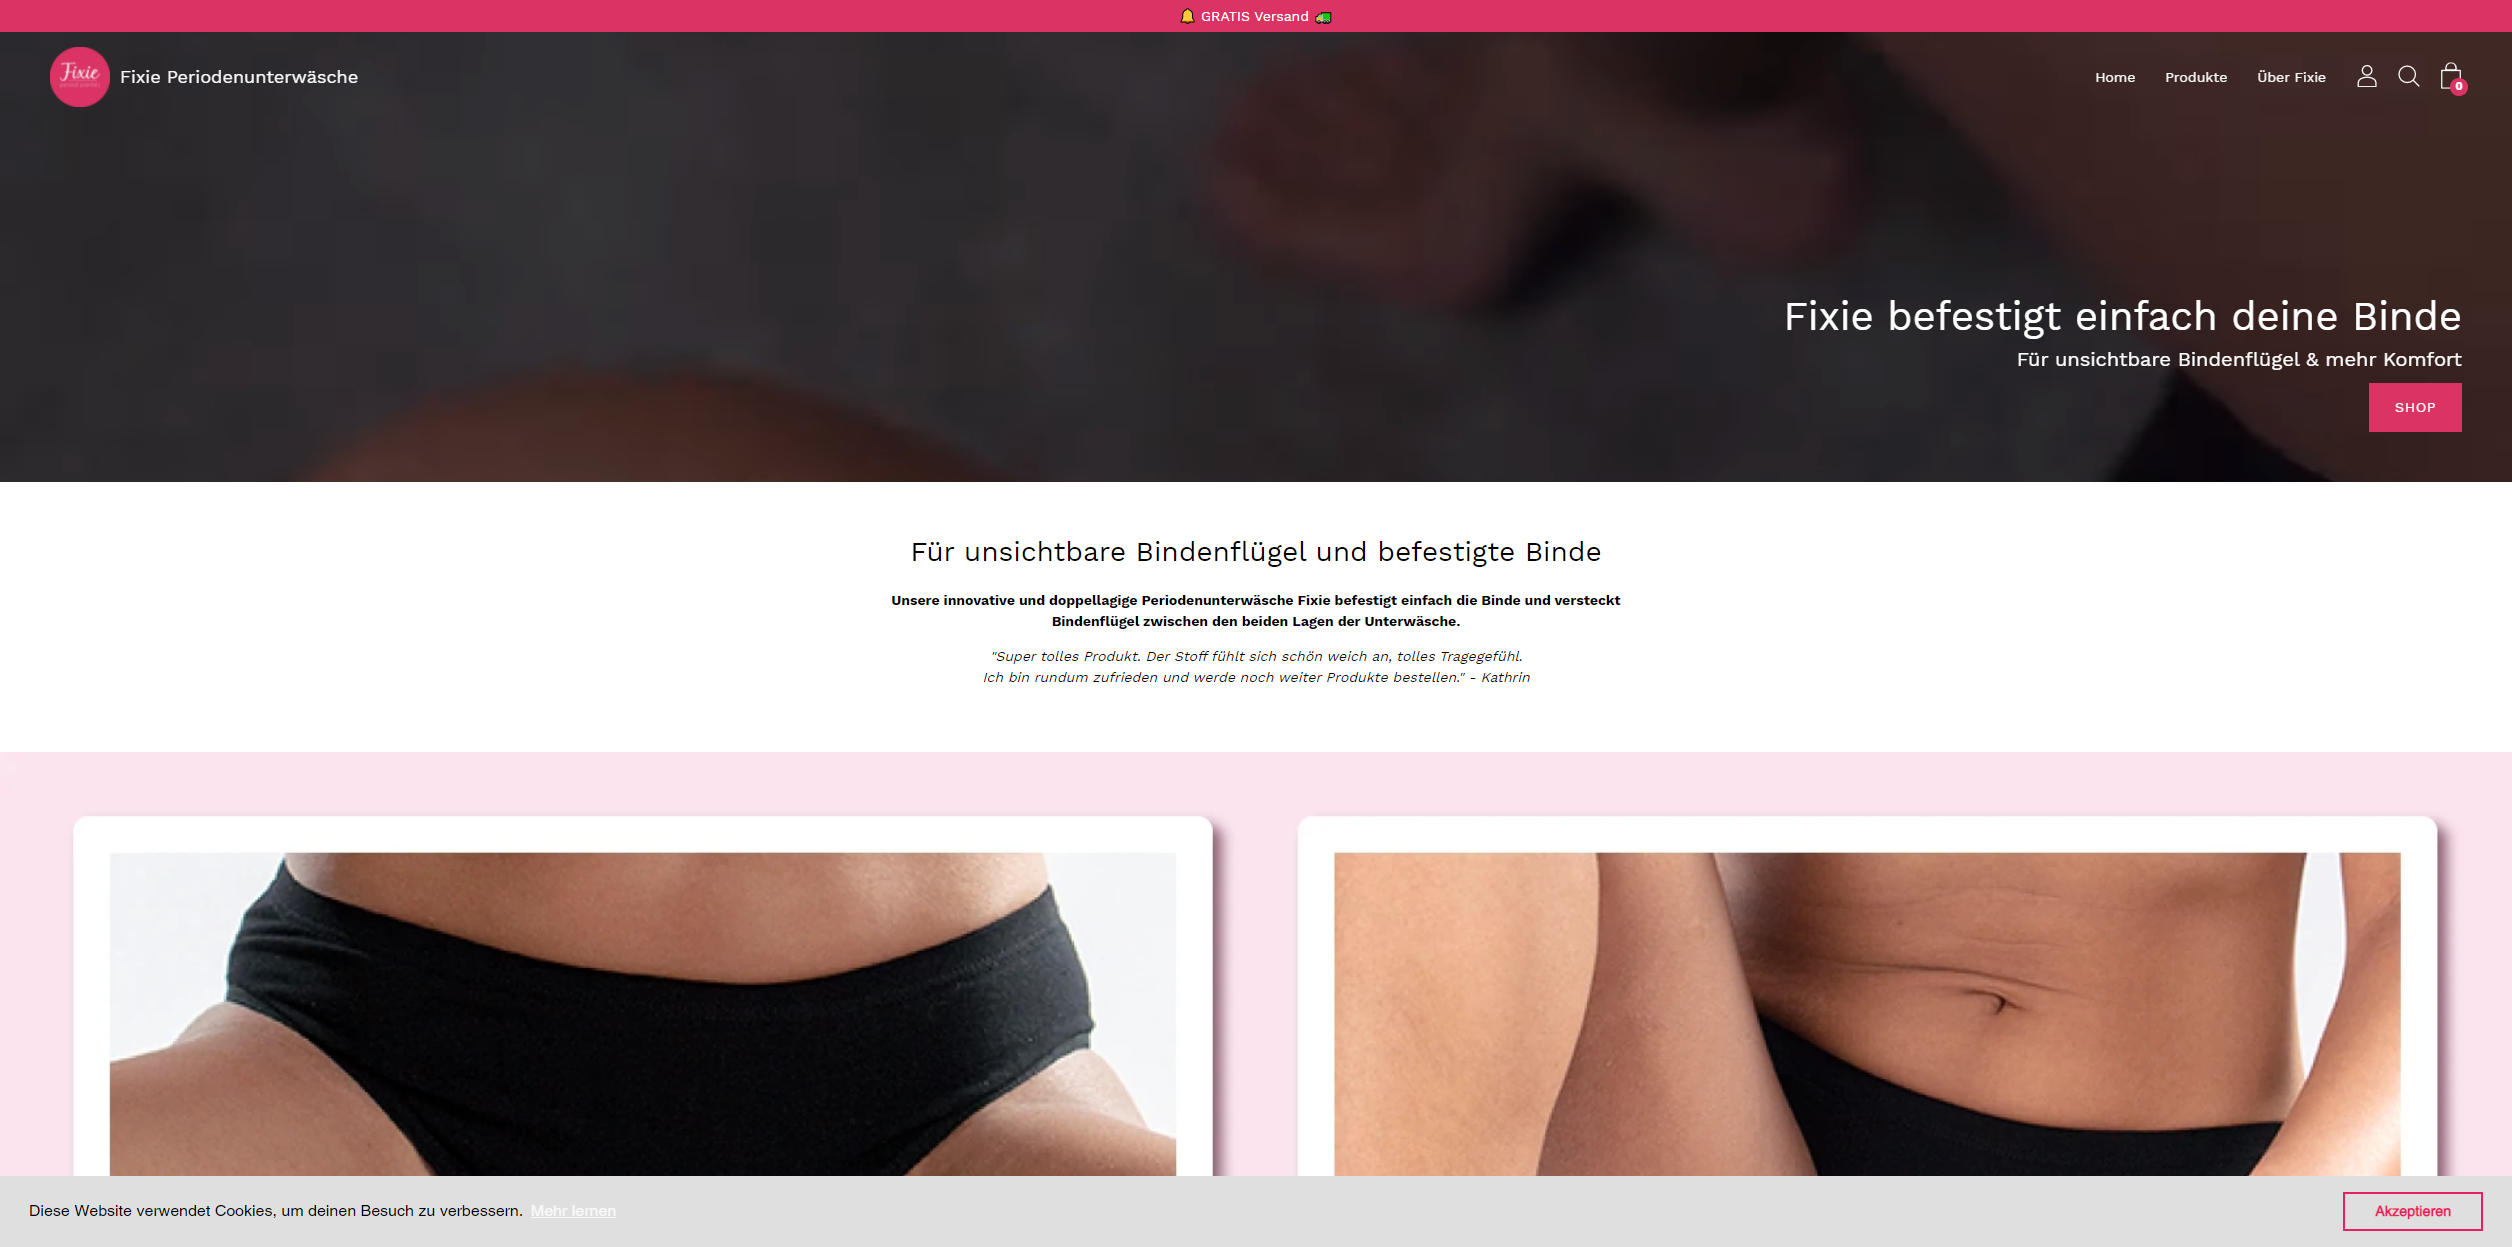 GRATIS Versand
Fixie
Fixie Periodenunterwäsche
Home
Produkte
Über Fixie
0
Fixie befestigt einfach deine Binde
Für unsichtbare Bindenflügel & mehr Komfort
SHOP
Für unsichtbare Bindenflügel und befestigte Binde
Unsere innovative und doppellagige Periodenunterwäsche Fixie befestigt einfach die Binde und versteckt
Bindenflügel zwischen den beiden Lagen der Unterwäsche.
"Super tolles Produkt. Der Stoff fühlt sich schön weich an, tolles Tragegefühl.
Ich bin rundum zufrieden und werde noch weiter Produkte bestellen." - Kathrin
Diese Website verwendet Cookies, um deinen Besuch zu verbessern. Mehr lernen
Akzeptieren